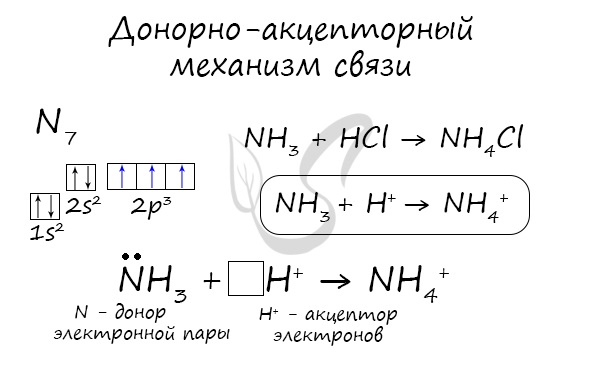 Донорно-акцепторный
механизм связи
N₇
NH₃ + HCl → NH₄Cl
2s² 2p³
1s²
NH₃ + H⁺ → NH₄⁺
NH₃ + H⁺ → NH₄⁺
N - донор
электронной пары
H⁺ - акцептор
электронов